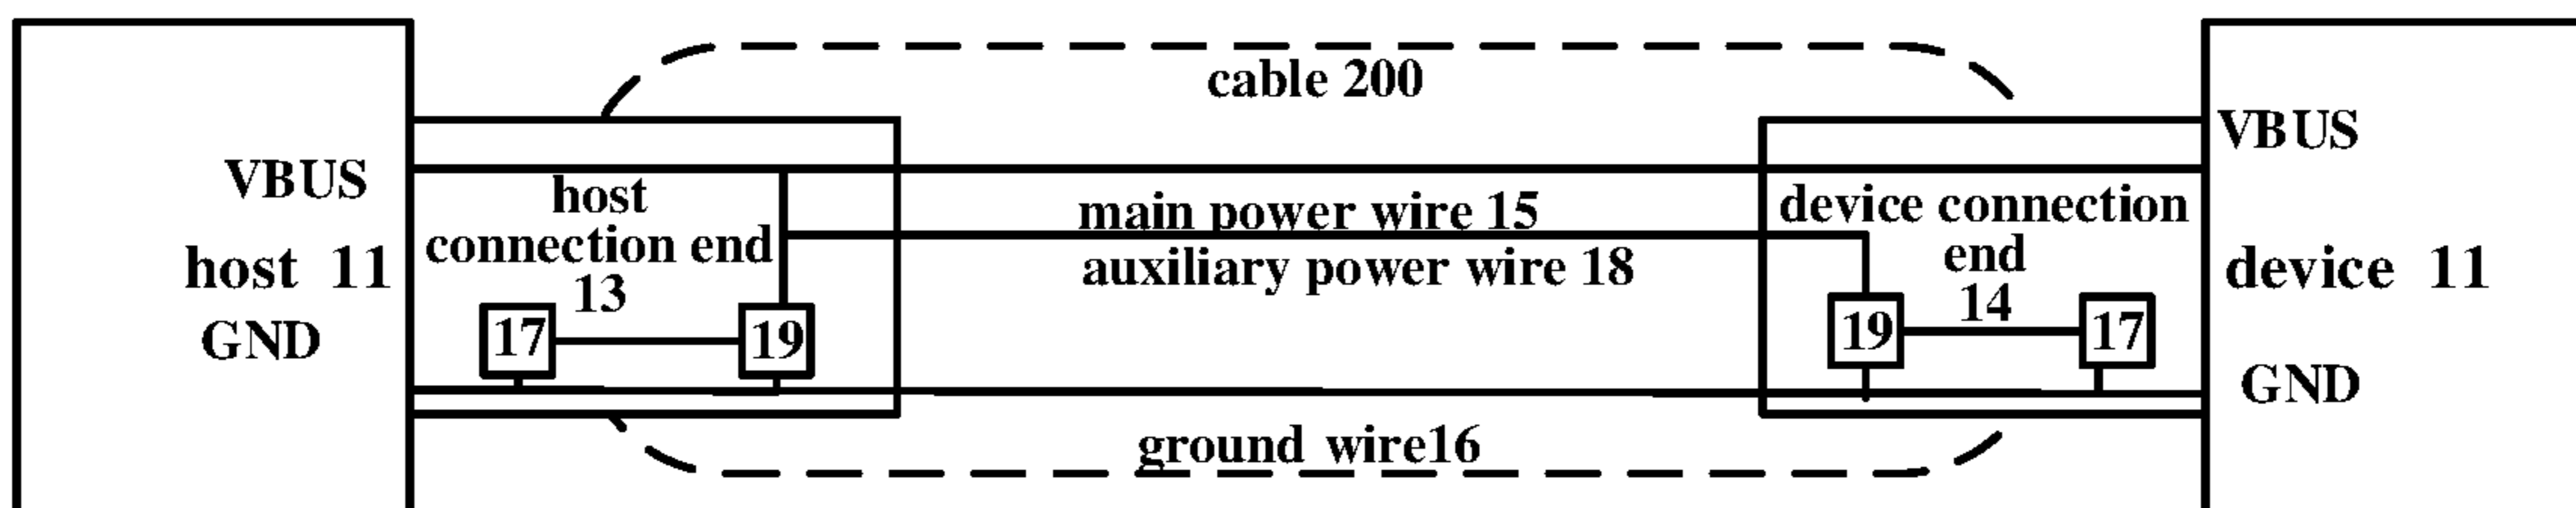 cable 200
VBUS
host 11
GND
host
connection end
13
17
19
main power wire 15
auxiliary power wire 18
ground wire16
device connection
end
14
19
17
VBUS
device 11
GND